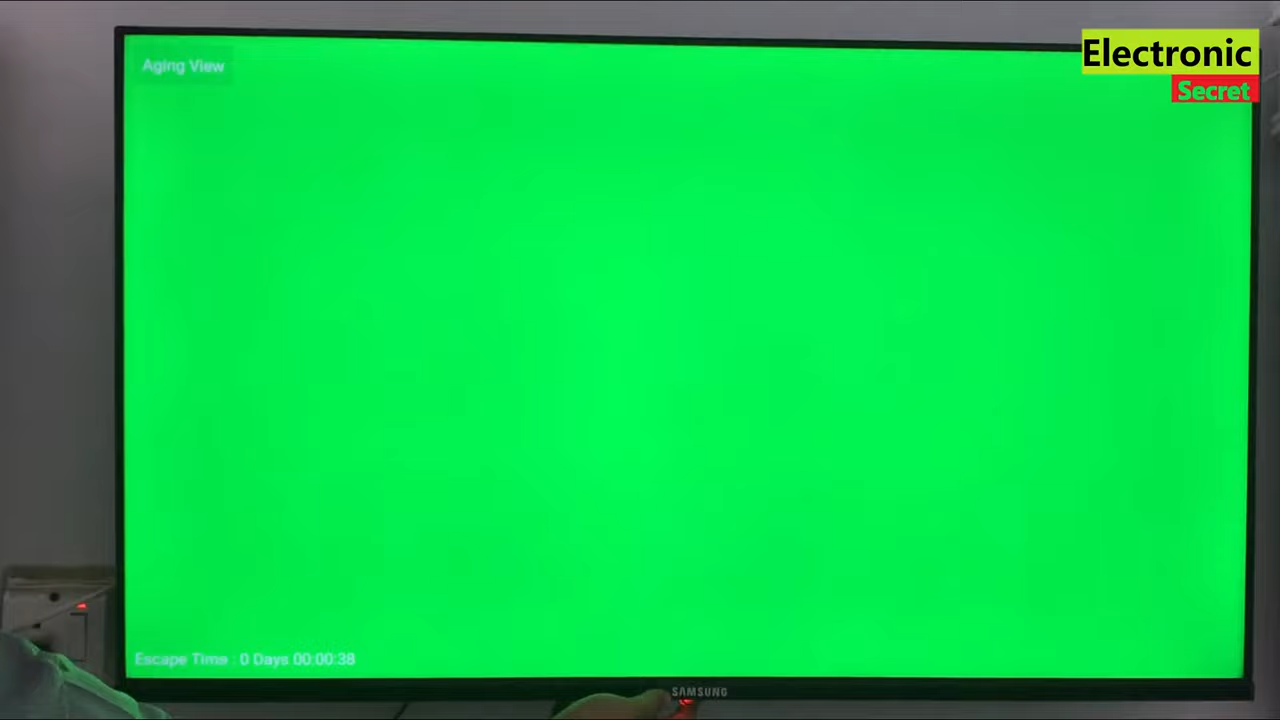 Electronic
Secret
Aging View
Escape Time : 0 Days 00:00:38
SAMSUNG